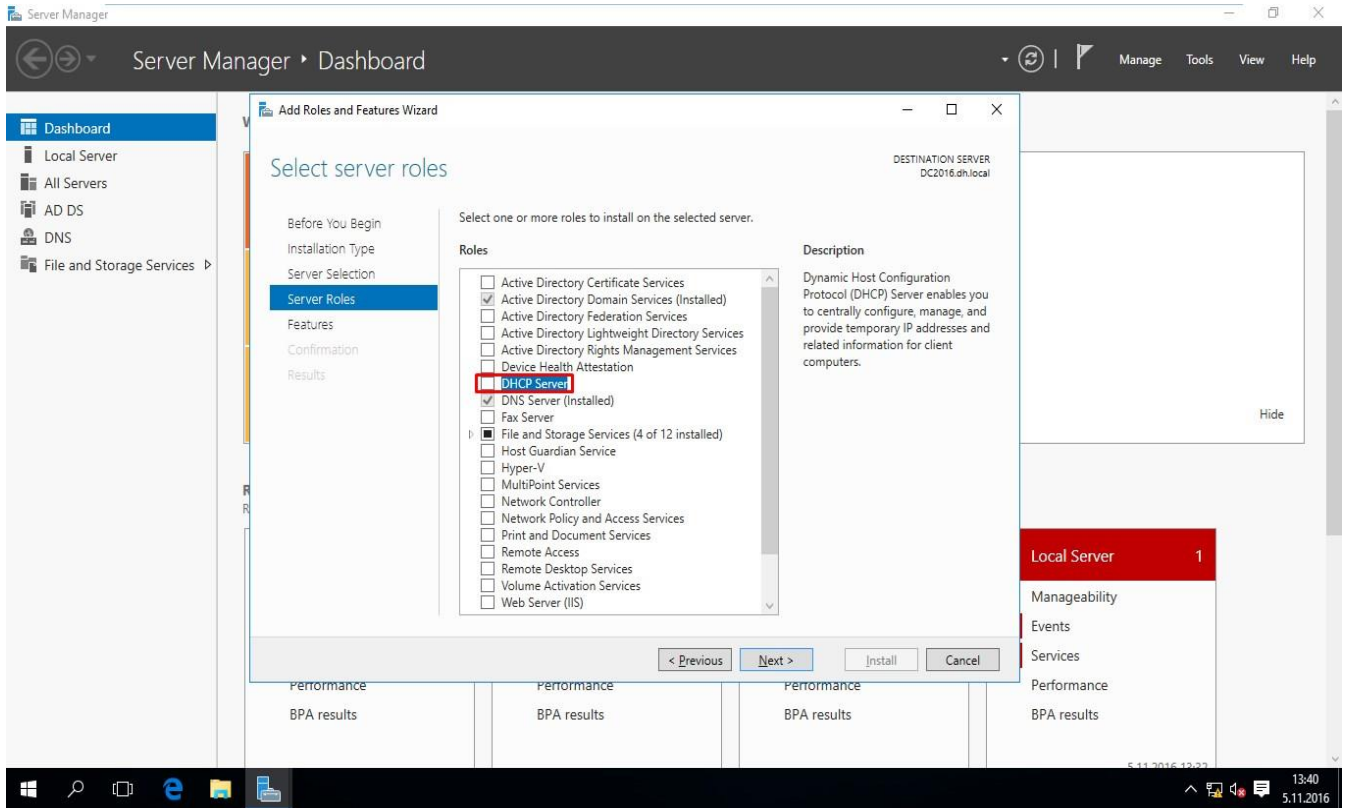 Server Manager
Server Manager • Dashboard
Manage Tools View Help
Dashboard
Local Server
All Servers
AD DS
DNS
File and Storage Services
Add Roles and Features Wizard
Select server roles
DESTINATION SERVER
DC2016.dh.local
Before You Begin
Installation Type
Server Selection
Server Roles
Features
Confirmation
Results
Select one or more roles to install on the selected server.
Roles
Active Directory Certificate Services
Active Directory Domain Services (Installed)
Active Directory Federation Services
Active Directory Lightweight Directory Services
Active Directory Rights Management Services
Device Health Attestation
DHCP Server
DNS Server (Installed)
Fax Server
File and Storage Services (4 of 12 installed)
Host Guardian Service
Hyper-V
MultiPoint Services
Network Controller
Network Policy and Access Services
Print and Document Services
Remote Access
Remote Desktop Services
Volume Activation Services
Web Server (IIS)
Description
Dynamic Host Configuration
Protocol (DHCP) Server enables you
to centrally configure, manage, and
provide temporary IP addresses and
related information for client
computers.
< Previous
Next >
Install
Cancel
Hide
Local Server 1
Manageability
Events
Services
Performance
BPA results
Performance
BPA results
Performance
BPA results
Performance
BPA results
13:40
5.11.2016